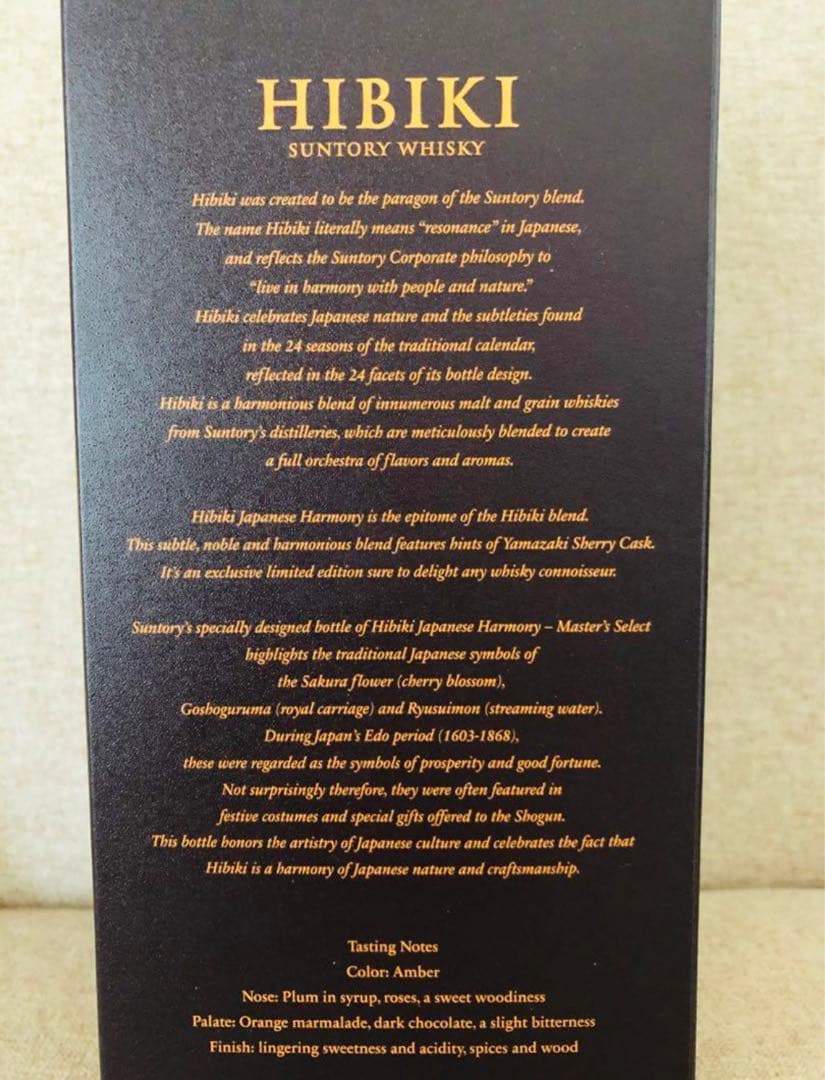 HIBIKI
SUNTORY WHISKY
Hibiki was created to be the paragon of the Suntory blend.
The name Hibiki literally means “resonance” in Japanese,
and reflects the Suntory Corporate philosophy to
“live in harmony with people and nature.”
Hibiki celebrates Japanese nature and the subtleties found
in the 24 seasons of the traditional calendar,
reflected in the 24 facets of its bottle design.
Hibiki is a harmonious blend of innumerous malt and grain whiskies
from Suntory's distilleries, which are meticulously blended to create
a full orchestra of flavors and aromas.
Hibiki Japanese Harmony is the epitome of the Hibiki blend.
This subtle, noble and harmonious blend features hints of Yamazaki Sherry Cask.
It's an exclusive limited edition sure to delight any whisky connoisseur.
Suntory's specially designed bottle of Hibiki Japanese Harmony – Master's Select
highlights the traditional Japanese symbols of
the Sakura flower (cherry blossom),
Goshoguruma (royal carriage) and Ryusuimon (streaming water).
During Japan's Edo period (1603-1868),
these were regarded as the symbols of prosperity and good fortune.
Not surprisingly therefore, they were often featured in
festive costumes and special gifts offered to the Shogun.
This bottle honors the artistry of Japanese culture and celebrates the fact that
Hibiki is a harmony of Japanese nature and craftsmanship.
Tasting Notes
Color: Amber
Nose: Plum in syrup, roses, a sweet woodiness
Palate: Orange marmalade, dark chocolate, a slight bitterness
Finish: lingering sweetness and acidity, spices and wood